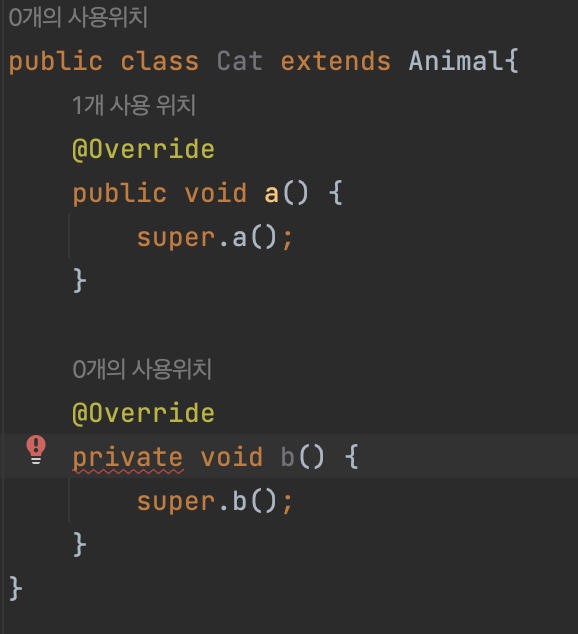 0개의 사용위치
public class Cat extends Animal{
1개 사용 위치
@Override
public void a() {
super.a();
}
0개의 사용위치
@Override
private void b() {
super.b();
}
}